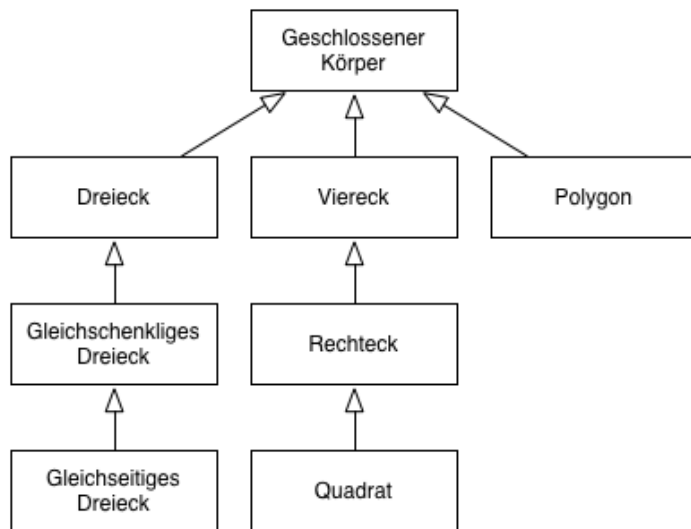 Geschlossener
Körper
Dreieck
Viereck
Polygon
Gleichschenkliges
Dreieck
Rechteck
Gleichseitiges
Dreieck
Quadrat